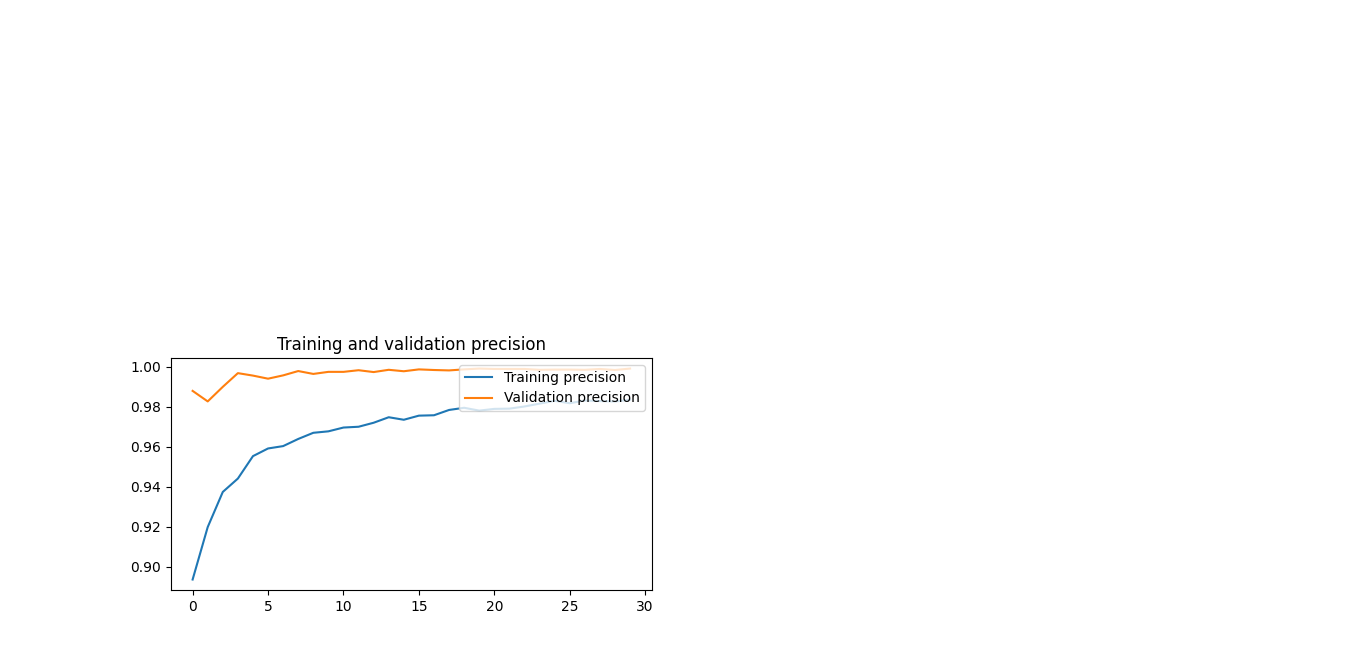 Training and validation precision
1.00
0.98
0.96
0.94
0.92
0.90
Training precision
Validation precision
0 5 10 15 20 25 30